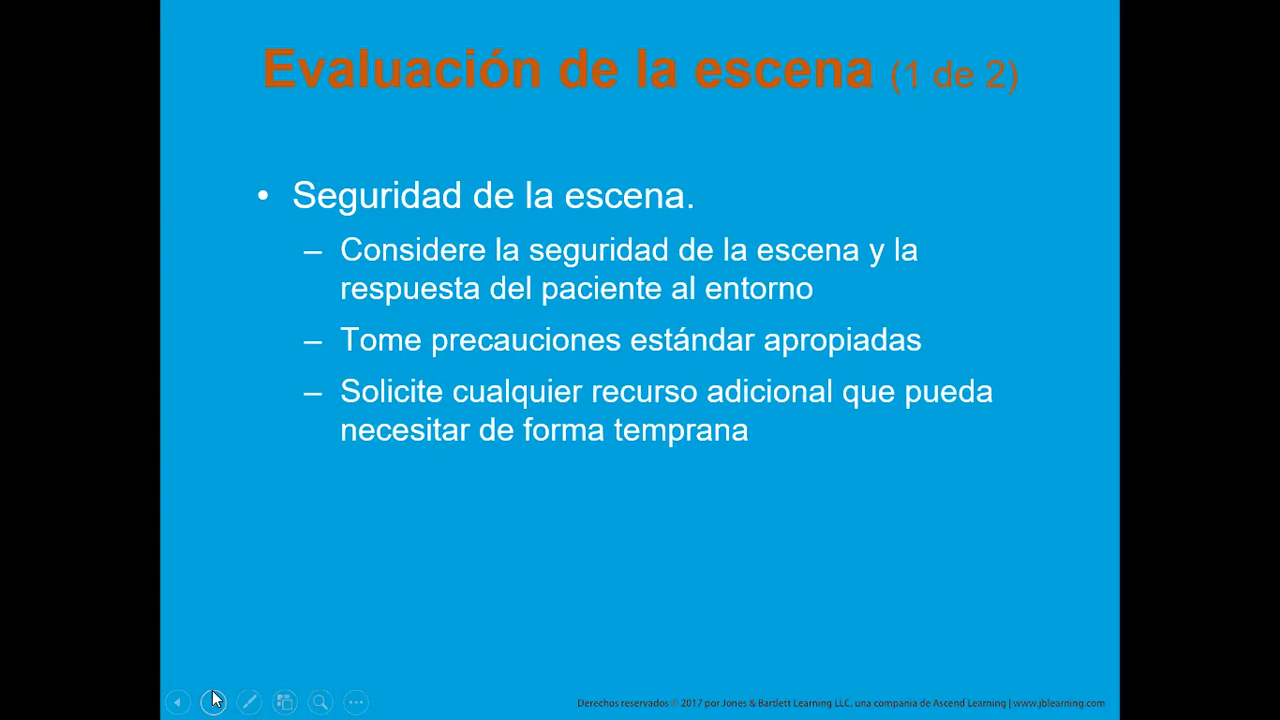 Evaluación de la escena (1 de 2)
• Seguridad de la escena.
– Considere la seguridad de la escena y la
respuesta del paciente al entorno
– Tome precauciones estándar apropiadas
– Solicite cualquier recurso adicional que pueda
necesitar de forma temprana
Derechos reservados © 2017 por Jones & Bartlett Learning LLC, una compañía de Ascend Learning | www.jblearning.com